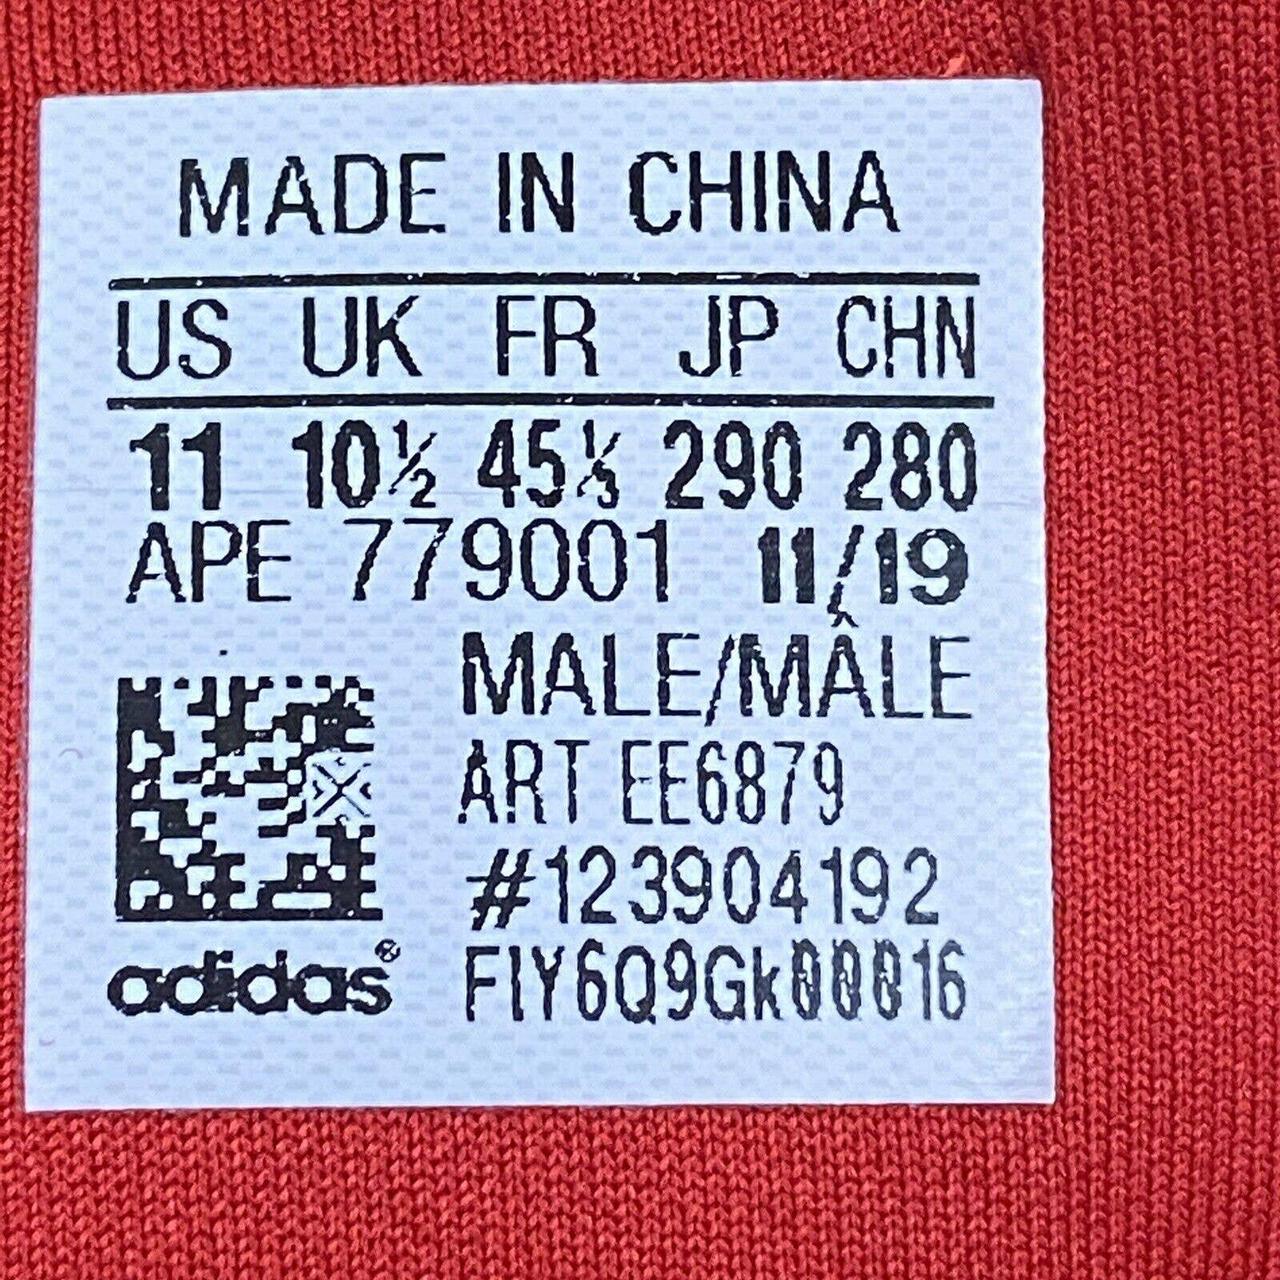 MADE IN CHINA
US UK FR JP CHN
11 10½ 45⅓ 290 280
APE 779001 11/19
MALE/MÂLE
ART EE6879
#123904192
adidas®
FIY6Q9Gk00016